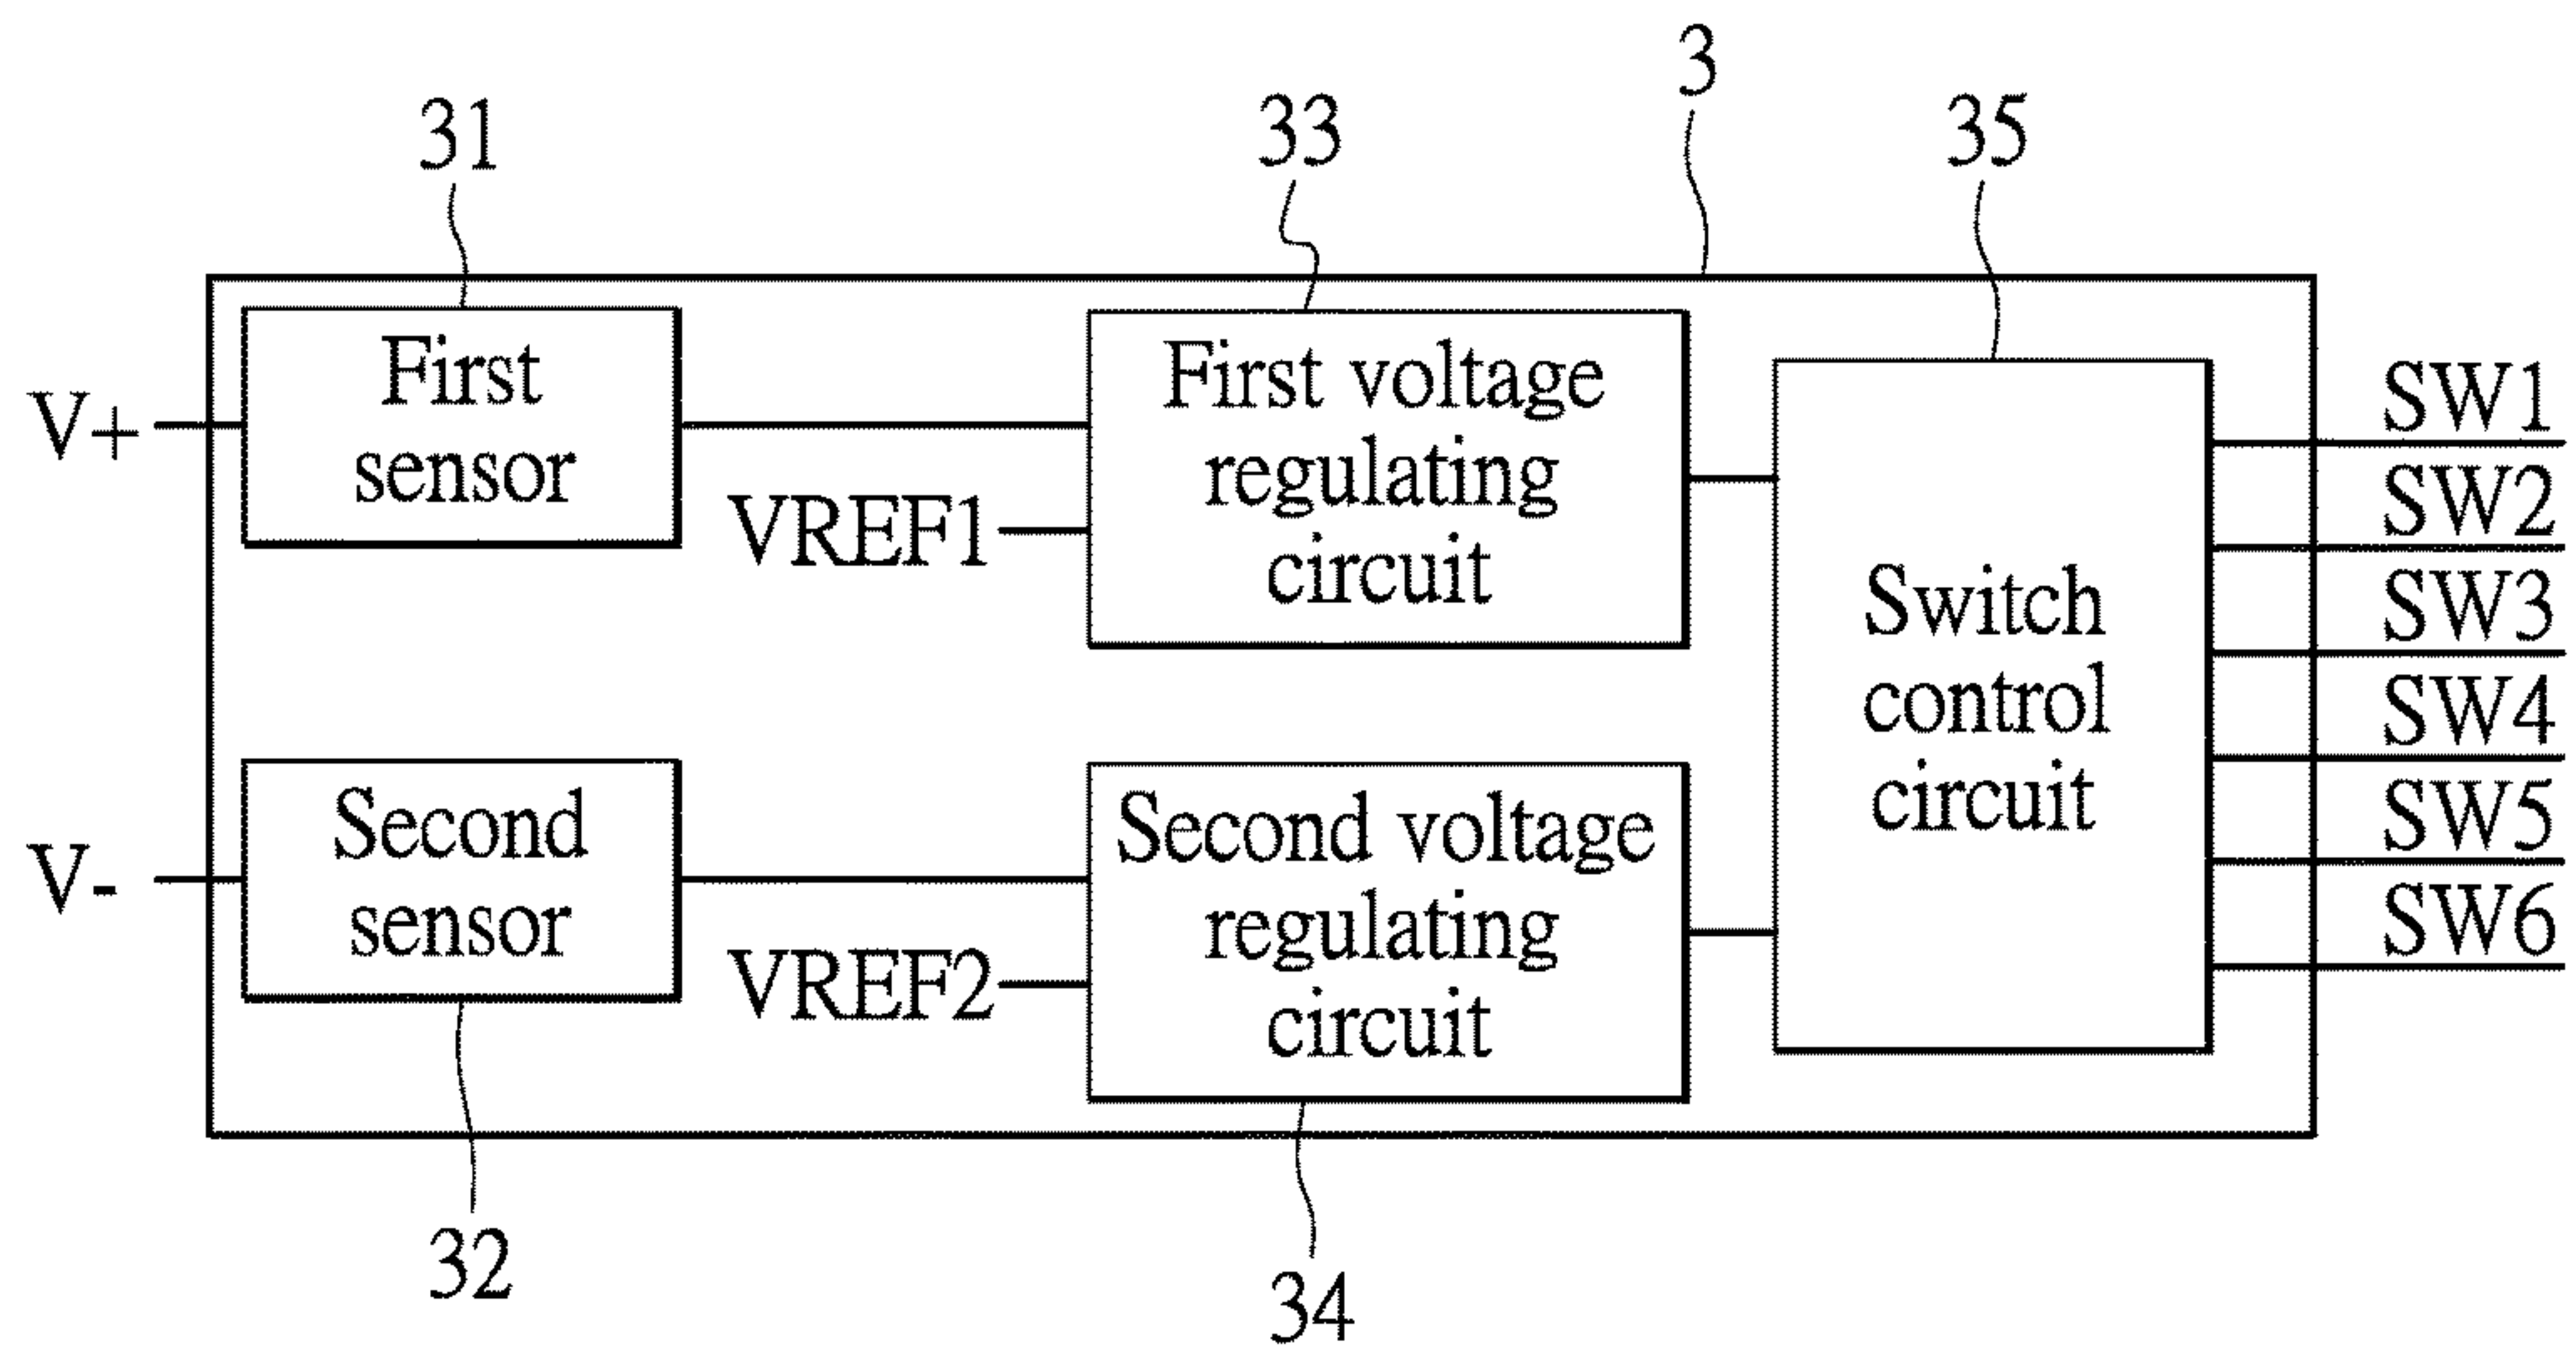 3
31
33
35
First
sensor
V+
VREF1
First voltage
regulating
circuit
Switch
control
circuit
SW1
SW2
SW3
SW4
SW5
SW6
Second
sensor
V-
VREF2
Second voltage
regulating
circuit
32
34